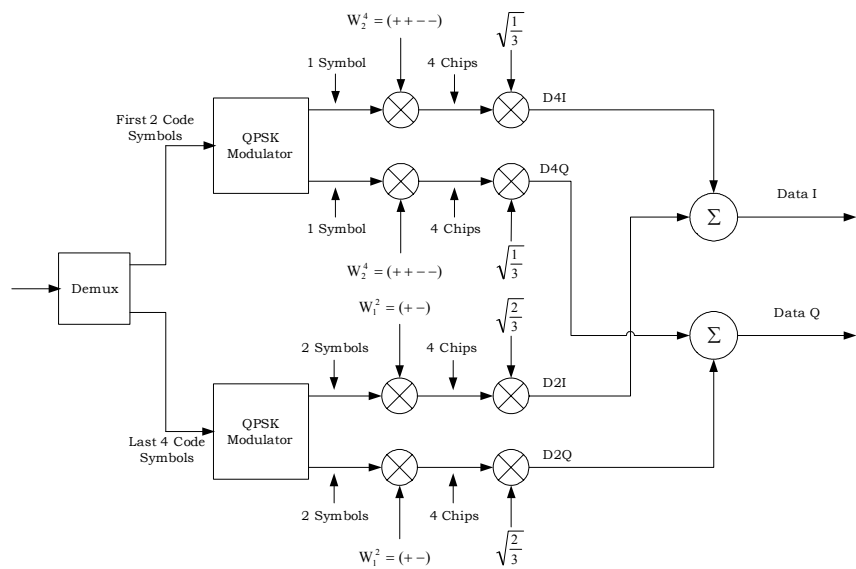 W₂⁴ = (+ + − −)
√(1/3)
1 Symbol
4 Chips
D4I
First 2 Code
Symbols
QPSK
Modulator
D4Q
Data I
Σ
1 Symbol
4 Chips
W₂⁴ = (+ + − −)
√(1/3)
Demux
W₁² = (+ −)
√(2/3)
Data Q
Σ
2 Symbols
4 Chips
D2I
QPSK
Modulator
Last 4 Code
Symbols
D2Q
2 Symbols
4 Chips
W₁² = (+ −)
√(2/3)